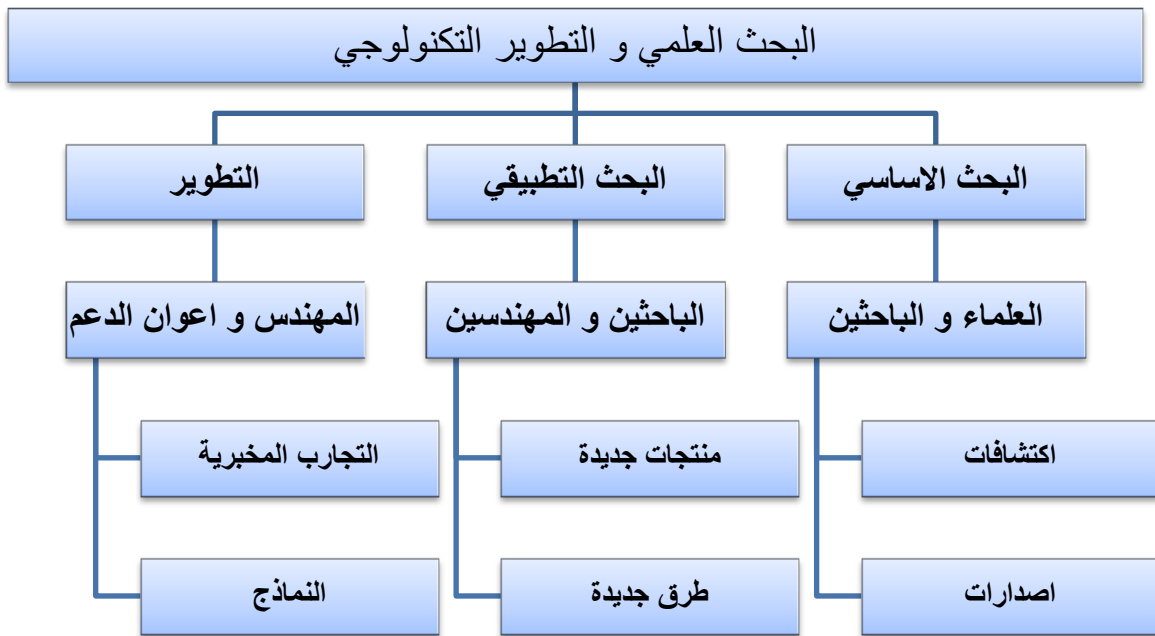 البحث العلمي و التطوير التكنولوجي
البحث الاساسي
البحث التطبيقي
التطوير
العلماء و الباحثين
الباحثين و المهندسين
المهندس و اعوان الدعم
اكتشافات
منتجات جديدة
التجارب المخبرية
اصدارات
طرق جديدة
النماذج